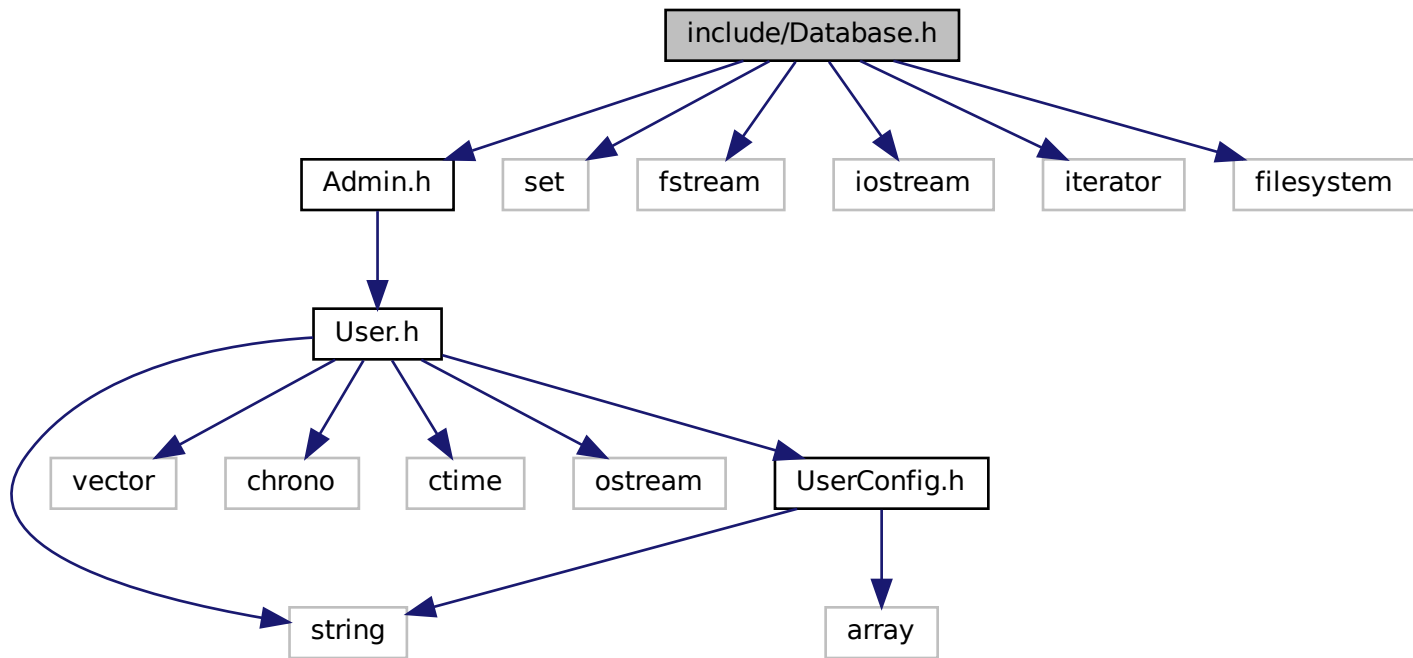 include/Database.h
Admin.h
set
fstream
iostream
iterator
filesystem
User.h
vector
chrono
ctime
ostream
UserConfig.h
string
array